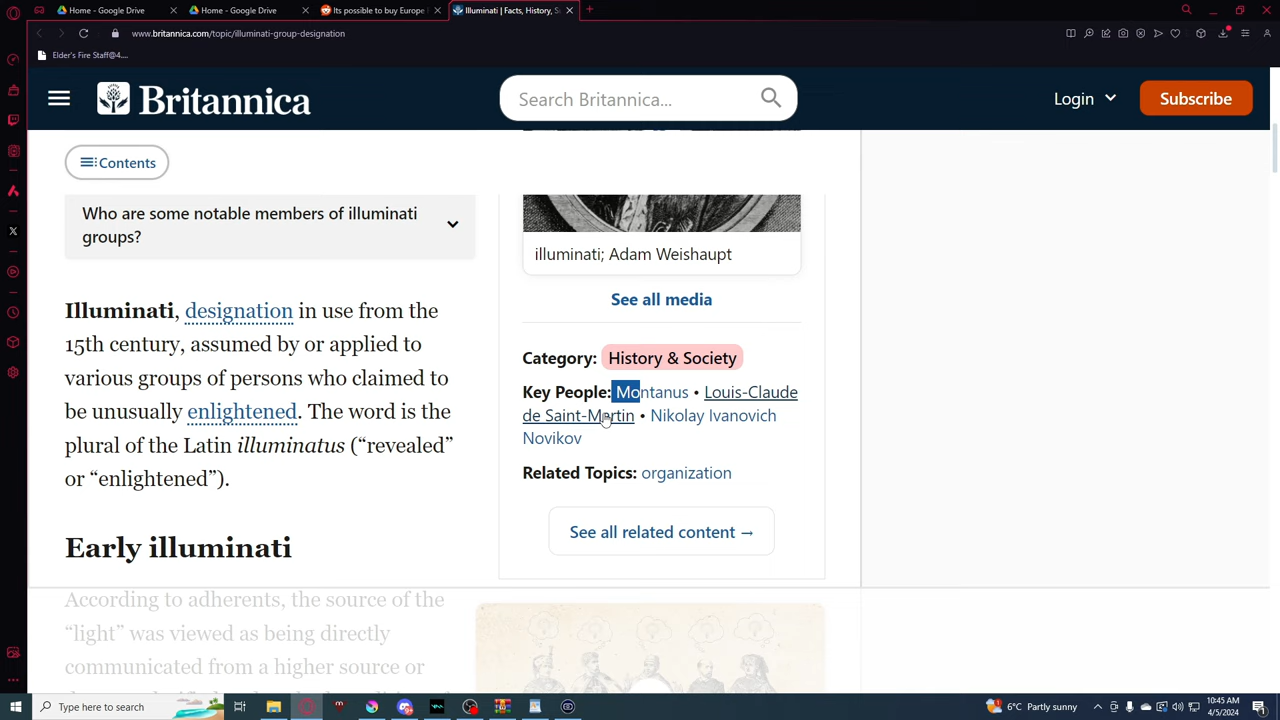 Home - Google Drive
Home - Google Drive
Its possible to buy Europe
Illuminati | Facts, History, S
www.britannica.com/topic/illuminati-group-designation
Elder's Fire Staff@4....
Britannica
Search Britannica...
Login
Subscribe
Contents
Who are some notable members of illuminati
groups?
Illuminati, designation in use from the
15th century, assumed by or applied to
various groups of persons who claimed to
be unusually enlightened. The word is the
plural of the Latin illuminatus (“revealed”
or “enlightened”).
Early illuminati
According to adherents, the source of the
“light” was viewed as being directly
communicated from a higher source or
illuminati; Adam Weishaupt
See all media
Category: History & Society
Key People: Montanus • Louis-Claude
de Saint-Martin • Nikolay Ivanovich
Novikov
Related Topics: organization
See all related content →
Type here to search
6°C Partly sunny
10:45 AM
4/5/2024